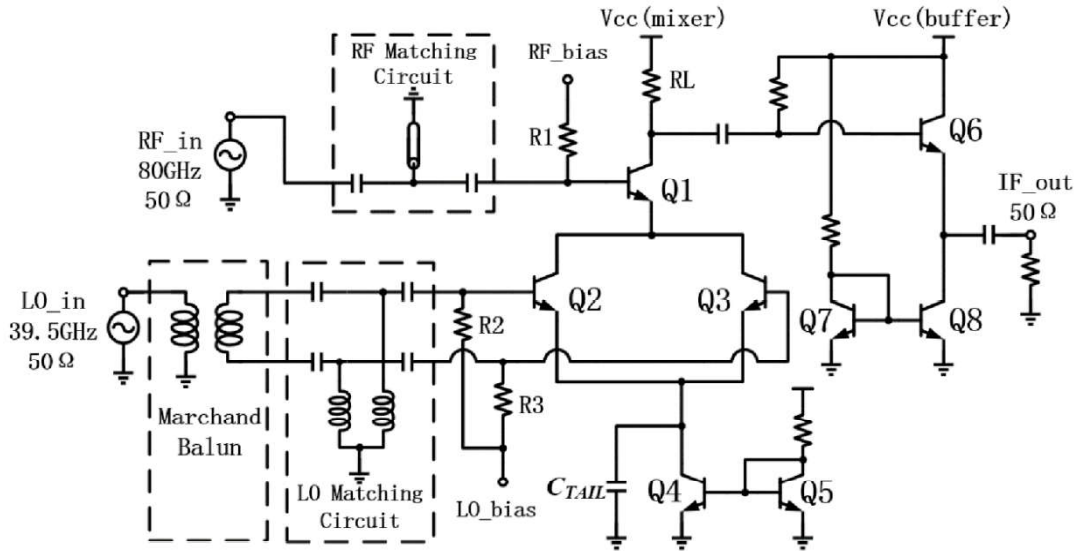 Vcc(mixer)
Vcc(buffer)
RF Matching
Circuit
RF_bias
RL
R1
Q6
RF_in
80GHz
50Ω
Q1
IF_out
50Ω
LO_in
39.5GHz
50Ω
Q2
Q3
Q7
Q8
R2
R3
Marchand
Balun
LO Matching
Circuit
LO_bias
CTAIL
Q4
Q5